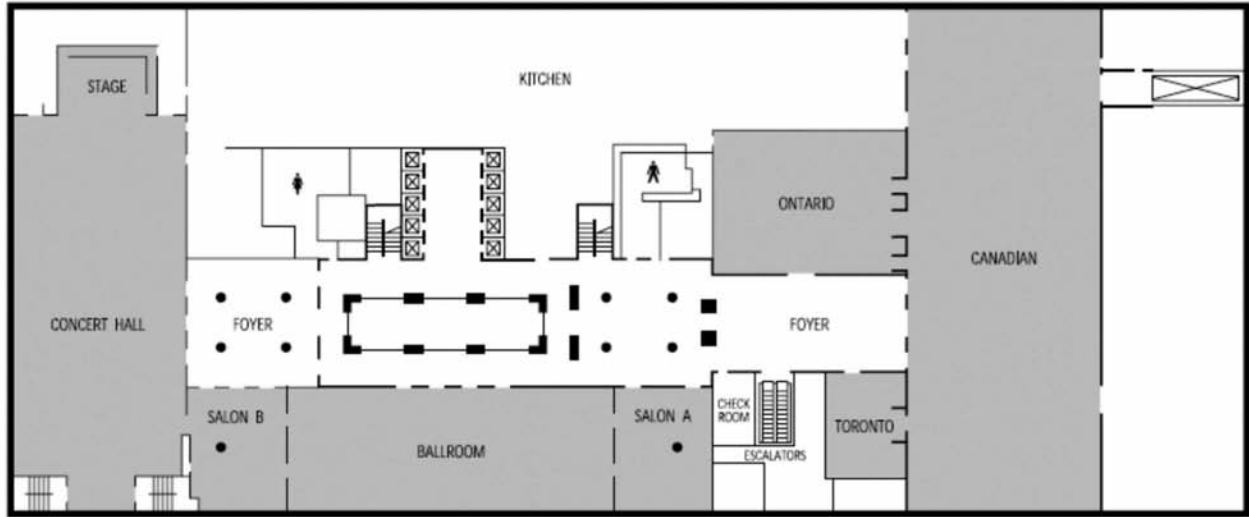 STAGE
KITCHEN
ONTARIO
CANADIAN
CONCERT HALL
FOYER
FOYER
SALON B
BALLROOM
SALON A
CHECK
ROOM
ESCALATORS
TORONTO